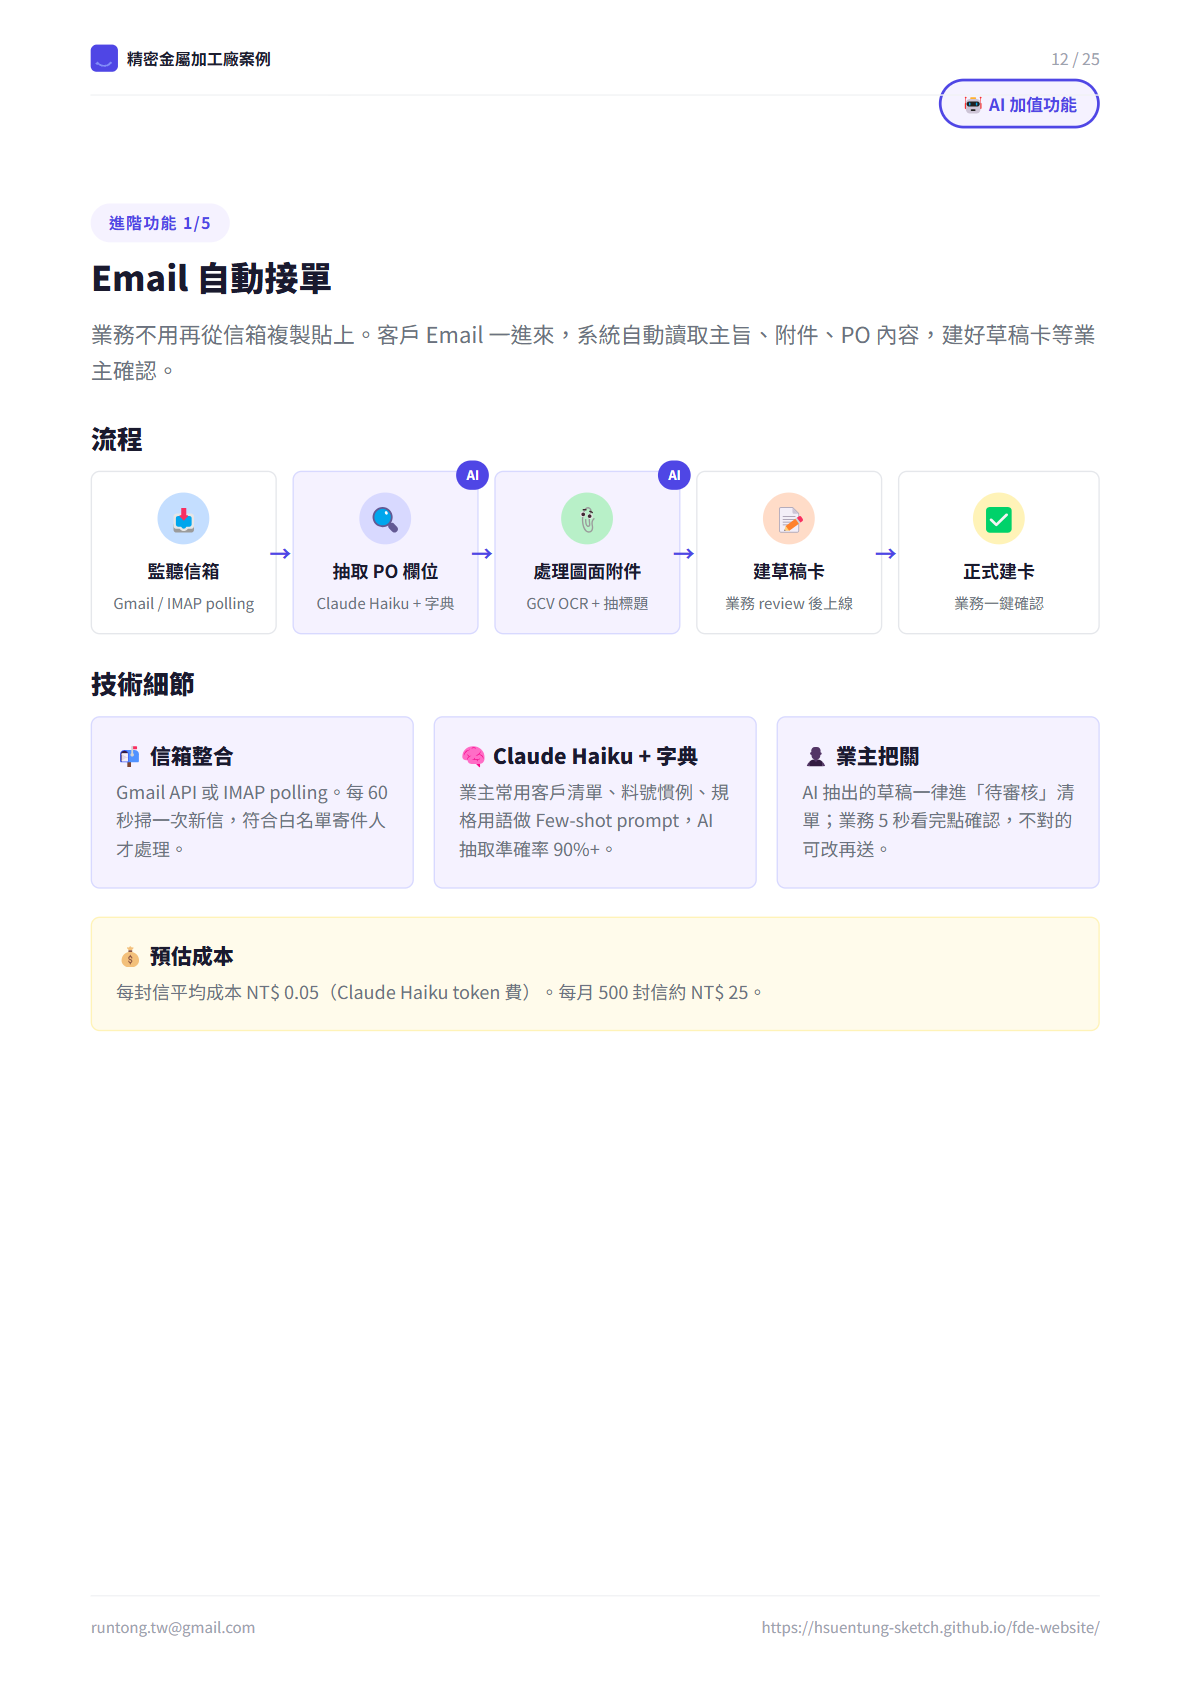 精密金屬加工廠案例
12 / 25
AI 加值功能
進階功能 1/5
Email 自動接單
業務不用再從信箱複製貼上。客戶 Email 一進來，系統自動讀取主旨、附件、PO 內容，建好草稿卡等業
主確認。
流程
AI
AI
監聽信箱
→
抽取 PO 欄位
→
處理圖面附件
→
建草稿卡
→
正式建卡
Gmail / IMAP polling
Claude Haiku + 字典
GCV OCR + 抽標題
業務 review 後上線
業務一鍵確認
技術細節
信箱整合
Gmail API 或 IMAP polling。每 60
秒掃一次新信，符合白名單寄件人
才處理。
Claude Haiku + 字典
業主常用客戶清單、料號慣例、規
格用語做 Few-shot prompt，AI
抽取準確率 90%+。
業主把關
AI 抽出的草稿一律進「待審核」清
單；業務 5 秒看完點確認，不對的
可改再送。
預估成本
每封信平均成本 NT$ 0.05（Claude Haiku token 費）。每月 500 封信約 NT$ 25。
runtong.tw@gmail.com
https://hsuentung-sketch.github.io/fde-website/